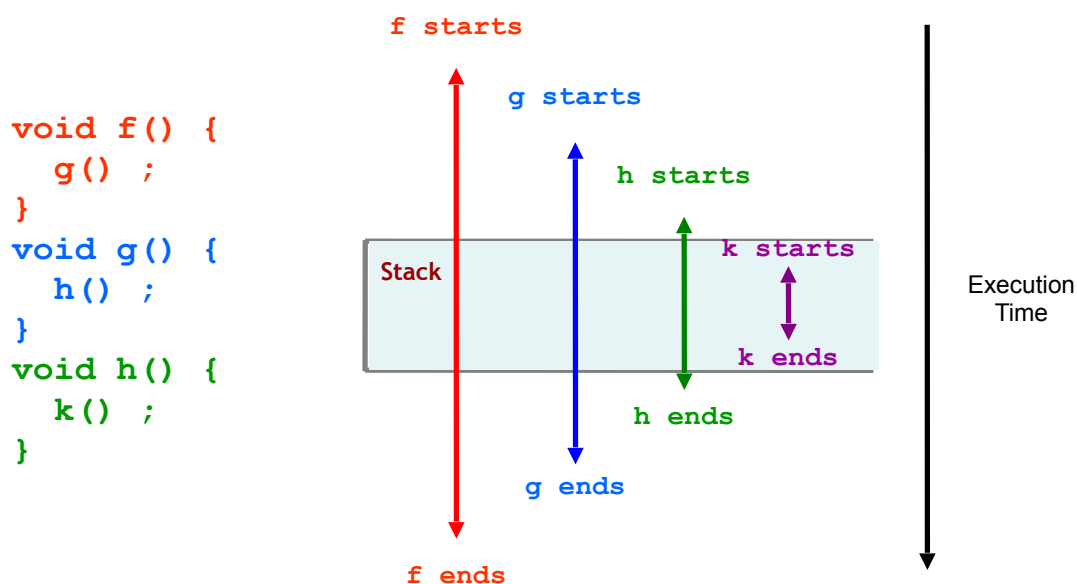 void f() {
  g() ;
}
void g() {
  h() ;
}
void h() {
  k() ;
}
f starts
g starts
h starts
k starts
Stack
k ends
h ends
g ends
f ends
Execution
Time